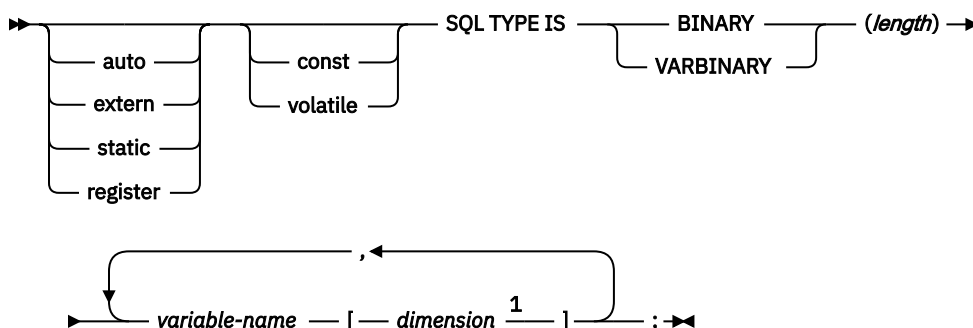 SQL TYPE IS BINARY (length)
auto const VARBINARY
extern volatile
static
register
,
variable-name [ dimension 1 ] ;